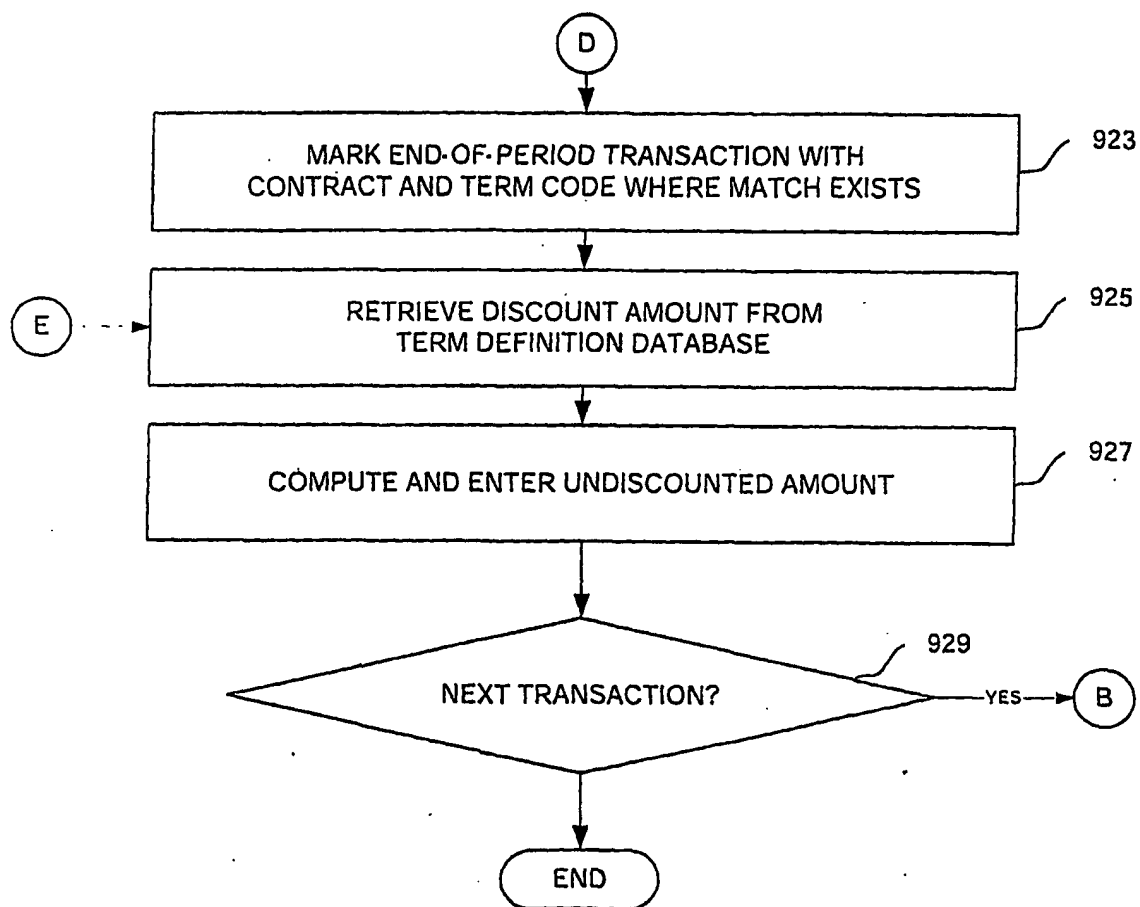 D
MARK END-OF-PERIOD TRANSACTION WITH
CONTRACT AND TERM CODE WHERE MATCH EXISTS
923
E
RETRIEVE DISCOUNT AMOUNT FROM
TERM DEFINITION DATABASE
925
COMPUTE AND ENTER UNDISCOUNTED AMOUNT
927
NEXT TRANSACTION?
929
YES
B
END